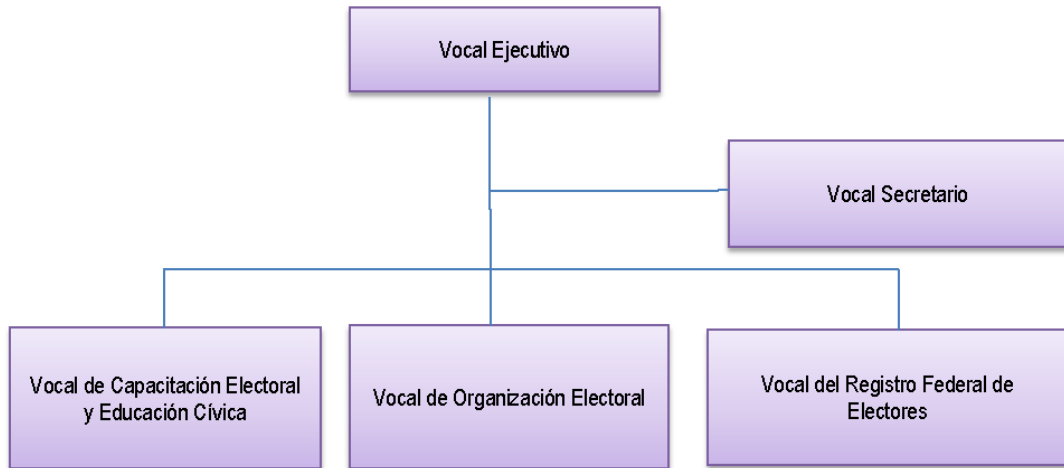 Vocal Ejecutivo
Vocal Secretario
Vocal de Capacitación Electoral
y Educación Cívica
Vocal de Organización Electoral
Vocal del Registro Federal de
Electores